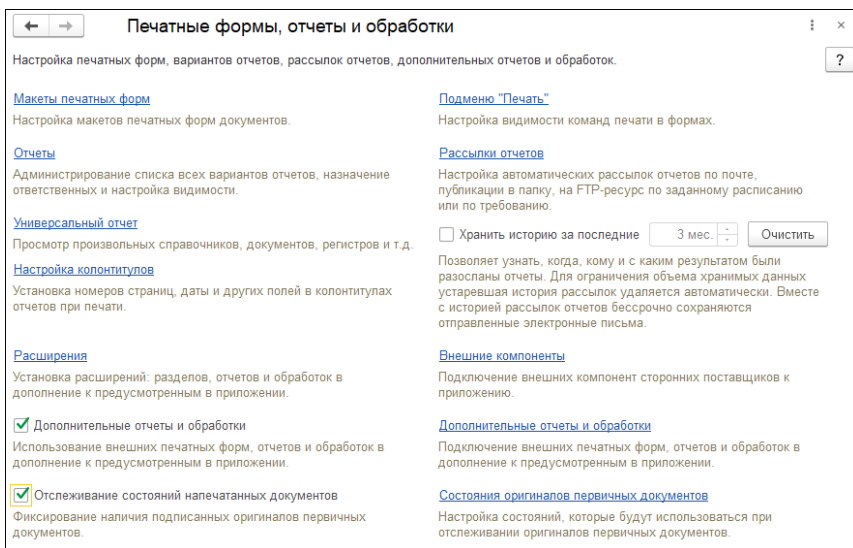 Печатные формы, отчеты и обработки
Настройка печатных форм, вариантов отчетов, рассылок отчетов, дополнительных отчетов и обработок.
?
Макеты печатных форм
Настройка макетов печатных форм документов.
Отчеты
Администрирование списка всех вариантов отчетов, назначение
ответственных и настройка видимости.
Универсальный отчет
Просмотр произвольных справочников, документов, регистров и т.д.
Настройка колонтитулов
Установка номеров страниц, даты и других полей в колонтитулах
отчетов при печати.
Подменю "Печать"
Настройка видимости команд печати в формах.
Рассылки отчетов
Настройка автоматических рассылок отчетов по почте,
публикации в папку, на FTP-ресурс по заданному расписанию
или по требованию.
Хранить историю за последние 3 мес. Очистить
Позволяет узнать, когда, кому и с каким результатом были
разосланы отчеты. Для ограничения объема хранимых данных
устаревшая история рассылок удаляется автоматически. Вместе
с историей рассылок отчетов бессрочно сохраняются
отправленные электронные письма.
Расширения
Установка расширений: разделов, отчетов и обработок в
дополнение к предусмотренным в приложении.
Внешние компоненты
Подключение внешних компонент сторонних поставщиков к
приложению.
Дополнительные отчеты и обработки
Использование внешних печатных форм, отчетов и обработок в
дополнение к предусмотренным в приложении.
Дополнительные отчеты и обработки
Подключение внешних печатных форм, отчетов и обработок в
дополнение к предусмотренным в приложении.
Отслеживание состояний напечатанных документов
Фиксирование наличия подписанных оригиналов первичных
документов.
Состояния оригиналов первичных документов
Настройка состояний, которые будут использоваться при
отслеживании оригиналов первичных документов.